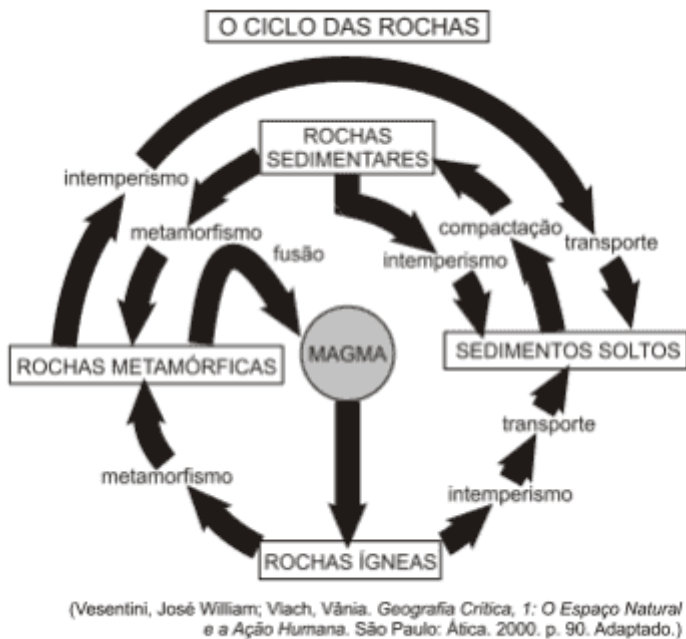 O CICLO DAS ROCHAS
ROCHAS
SEDIMENTARES
intemperismo
metamorfismo
fusão
compactação
intemperismo
transporte
MAGMA
ROCHAS METAMÓRFICAS
SEDIMENTOS SOLTOS
transporte
metamorfismo
intemperismo
ROCHAS ÍGNEAS
(Vesentini, José William; Vlach, Vânia. Geografia Crítica, 1: O Espaço Natural
e a Ação Humana. São Paulo: Ática. 2000. p. 90. Adaptado.)